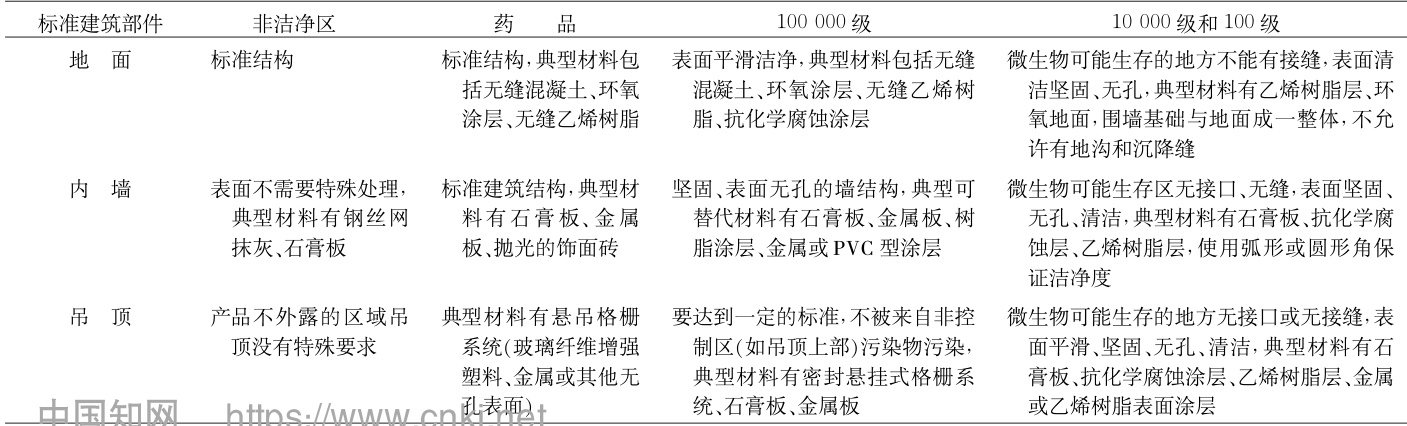 标准建筑部件 非洁净区 药 品 100 000 级 10 000 级和 100 级
地 面 标准结构 标准结构,典型材料包 表面平滑洁净,典型材料包括无缝 微生物可能生存的地方不能有接缝,表面清
括无缝混凝土、环氧 混凝土、环氧涂层、无缝乙烯树 洁坚固、无孔,典型材料有乙烯树脂层、环
涂层、无缝乙烯树脂 脂、抗化学腐蚀涂层 氧地面,围墙基础与地面成一整体,不允
许有地沟和沉降缝
内 墙 表面不需要特殊处理, 标准建筑结构,典型材 坚固、表面无孔的墙结构,典型可 微生物可能生存区无接口、无缝,表面坚固、
典型材料有钢丝网 料有石膏板、金属 替代材料有石膏板、金属板、树 无孔、清洁,典型材料有石膏板、抗化学腐
抹灰、石膏板 板、抛光的饰面砖 脂涂层、金属或 PVC 型涂层 蚀层、乙烯树脂层,使用弧形或圆形角保
证洁净度
吊 顶 产品不外露的区域吊 典型材料有悬吊格栅 要达到一定的标准,不被来自非控 微生物可能生存的地方无接口或无接缝,表
顶没有特殊要求 系统(玻璃纤维增强 制区(如吊顶上部)污染物污染, 面平滑、坚固、无孔、清洁,典型材料有石
塑料、金属或其他无 典型材料有密封悬挂式格栅系 膏板、抗化学腐蚀涂层、乙烯树脂层、金属
孔表面) 统、石膏板、金属板 或乙烯树脂表面涂层
中国知网 https://www.cnki.net